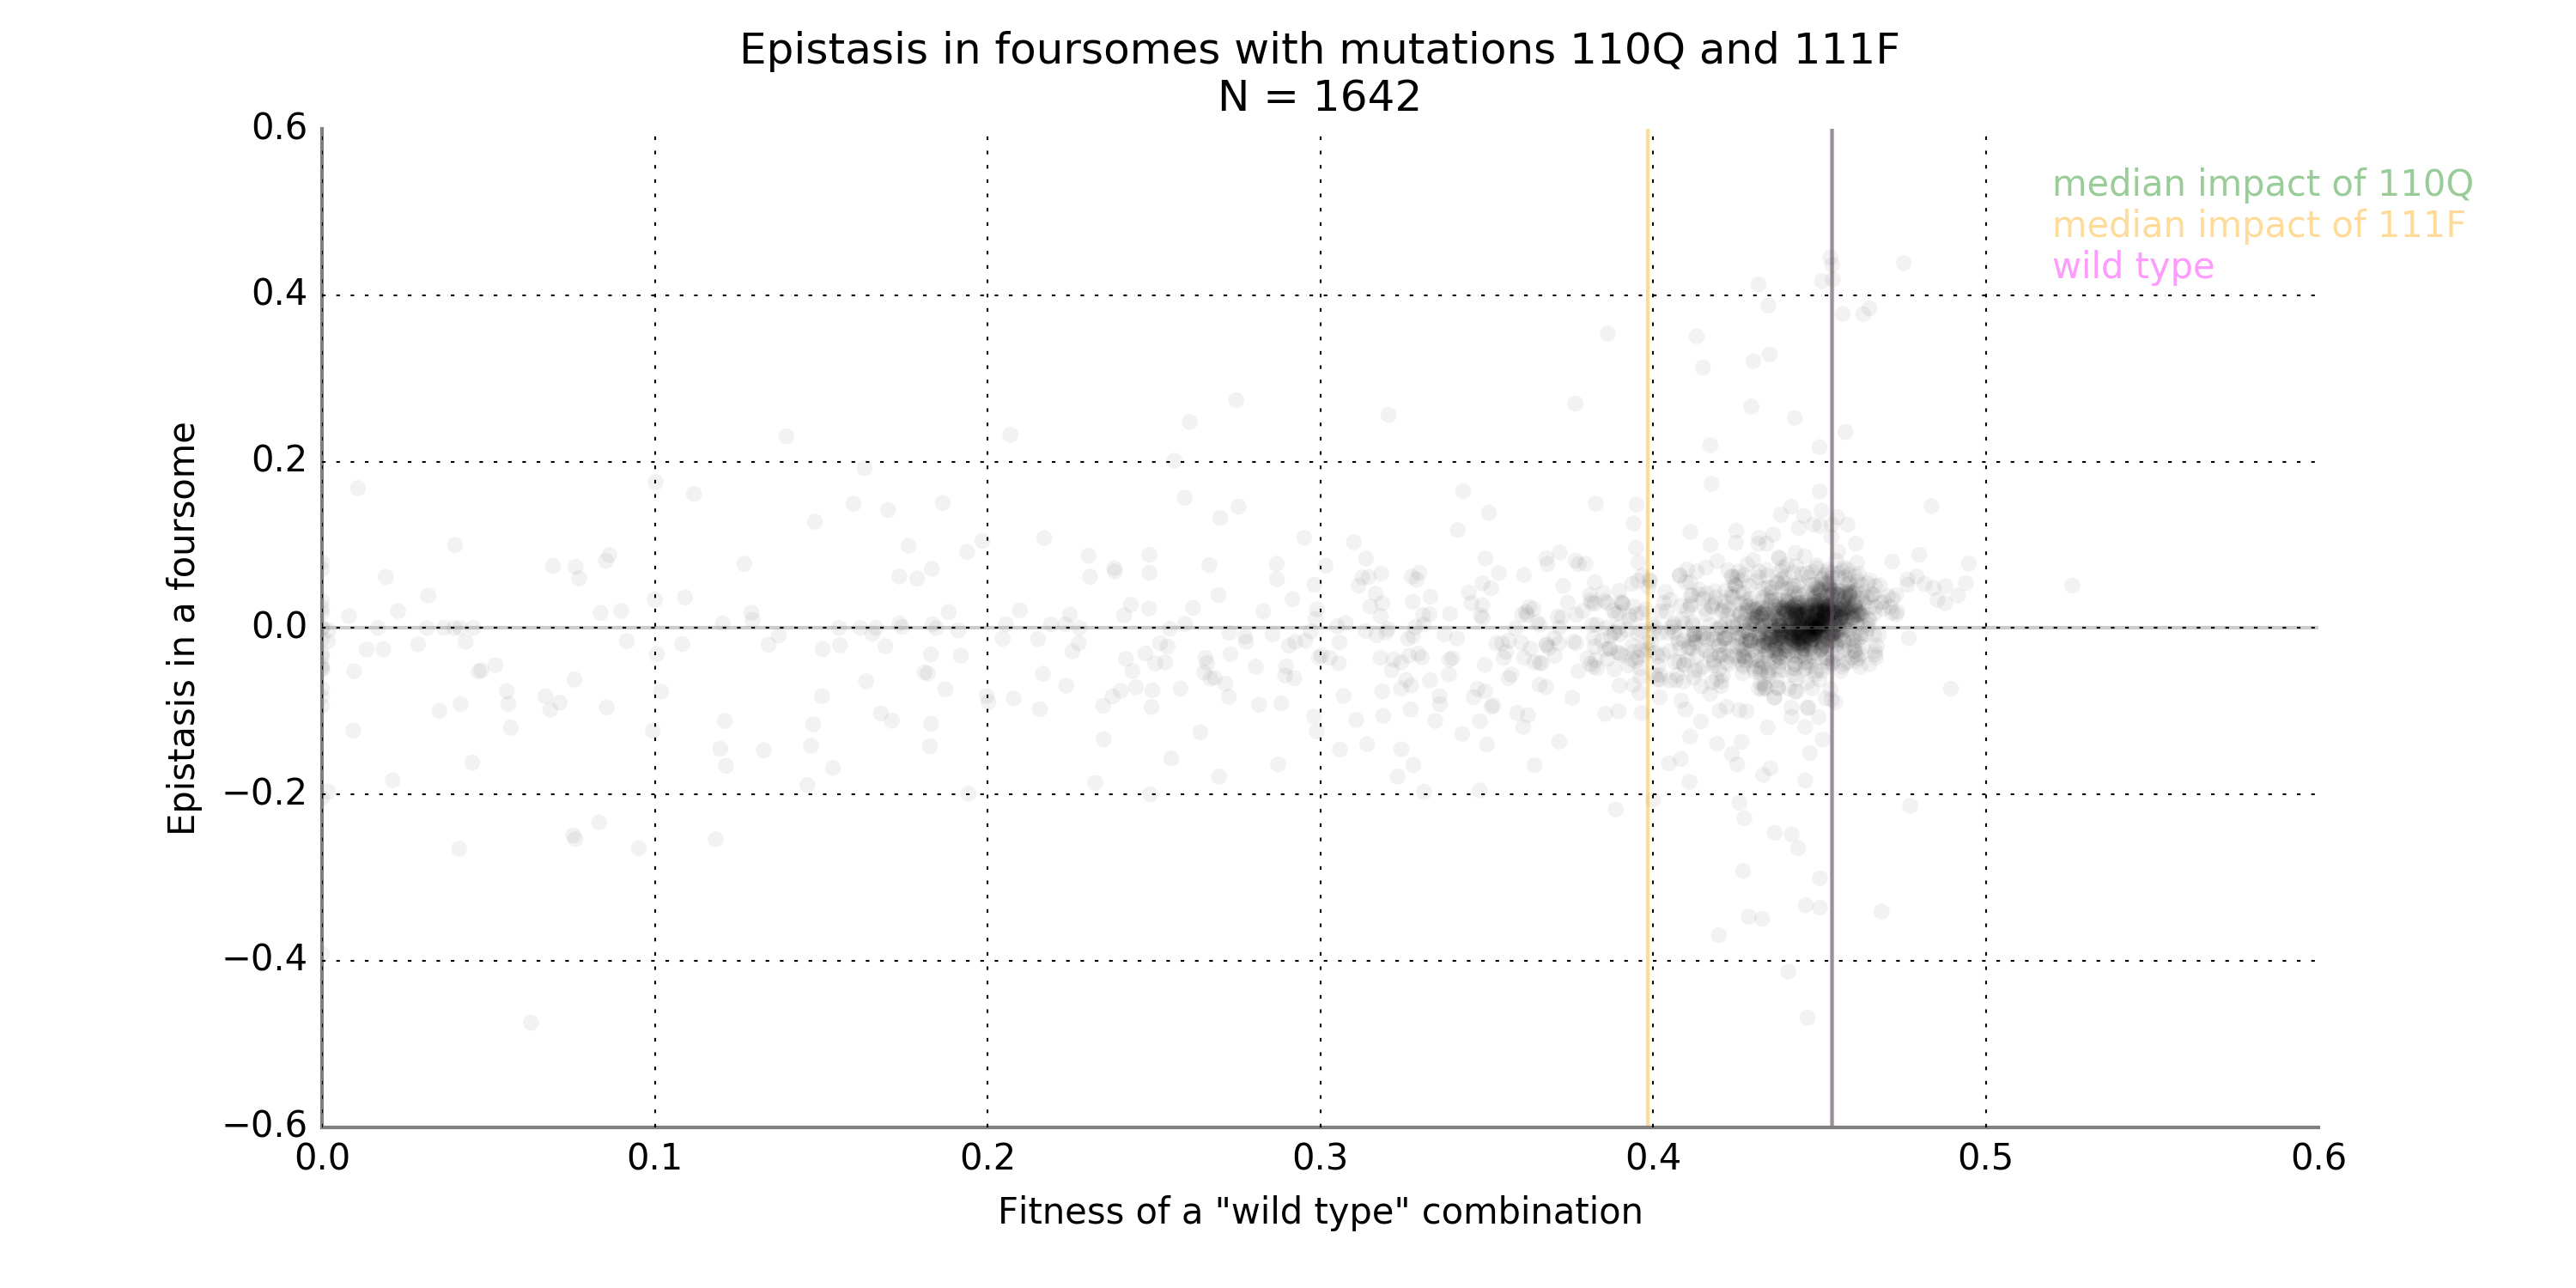 Epistasis in foursomes with mutations 110Q and 111F
N = 1642
0.6
0.4
0.2
0.0
−0.2
−0.4
−0.6
Epistasis in a foursome
median impact of 110Q
median impact of 111F
wild type
0.0 0.1 0.2 0.3 0.4 0.5 0.6
Fitness of a "wild type" combination